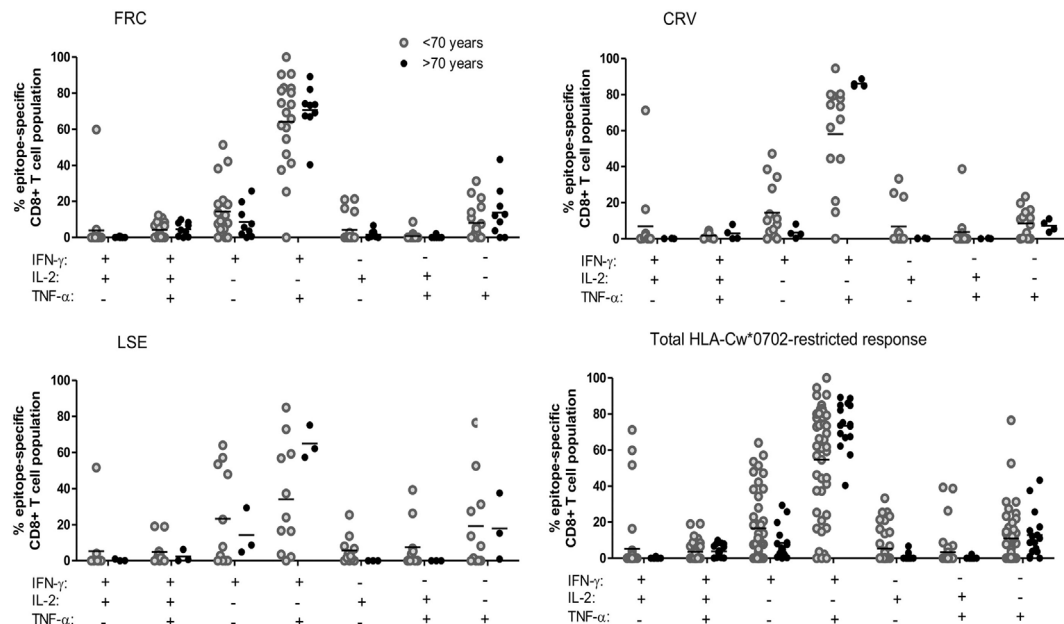 FRC
<70 years
>70 years
% epitope-specific
CD8+ T cell population
100
80
60
40
20
0
IFN-γ: + + + + - - -
IL-2: + + - - + + -
TNF-α: - + - + - + +
CRV
% epitope-specific
CD8+ T cell population
100
80
60
40
20
0
IFN-γ: + + + + - - -
IL-2: + + - - + + -
TNF-α: - + - + - + +
LSE
% epitope-specific
CD8+ T cell population
100
80
60
40
20
0
IFN-γ: + + + + - - -
IL-2: + + - - + + -
TNF-α: - + - + - + +
Total HLA-Cw*0702-restricted response
% epitope-specific
CD8+ T cell population
100
80
60
40
20
0
IFN-γ: + + + + - - -
IL-2: + + - - + + -
TNF-α: - + - + - + +